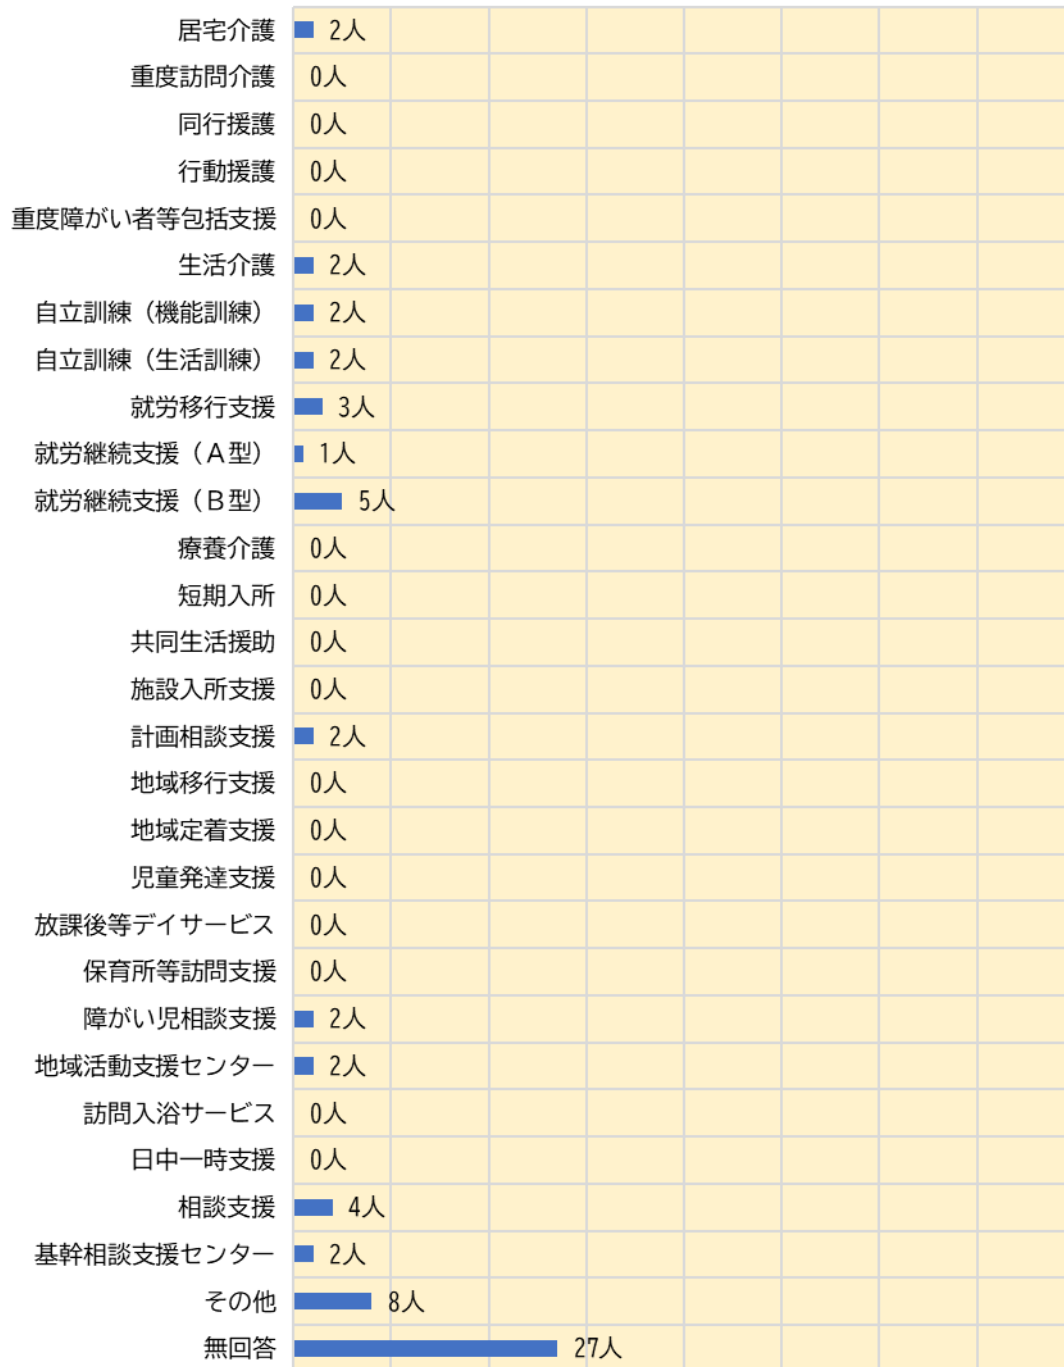 居宅介護 2人
重度訪問介護 0人
同行援護 0人
行動援護 0人
重度障がい者等包括支援 0人
生活介護 2人
自立訓練（機能訓練） 2人
自立訓練（生活訓練） 2人
就労移行支援 3人
就労継続支援（Ａ型） 1人
就労継続支援（Ｂ型） 5人
療養介護 0人
短期入所 0人
共同生活援助 0人
施設入所支援 0人
計画相談支援 2人
地域移行支援 0人
地域定着支援 0人
児童発達支援 0人
放課後等デイサービス 0人
保育所等訪問支援 0人
障がい児相談支援 2人
地域活動支援センター 2人
訪問入浴サービス 0人
日中一時支援 0人
相談支援 4人
基幹相談支援センター 2人
その他 8人
無回答 27人